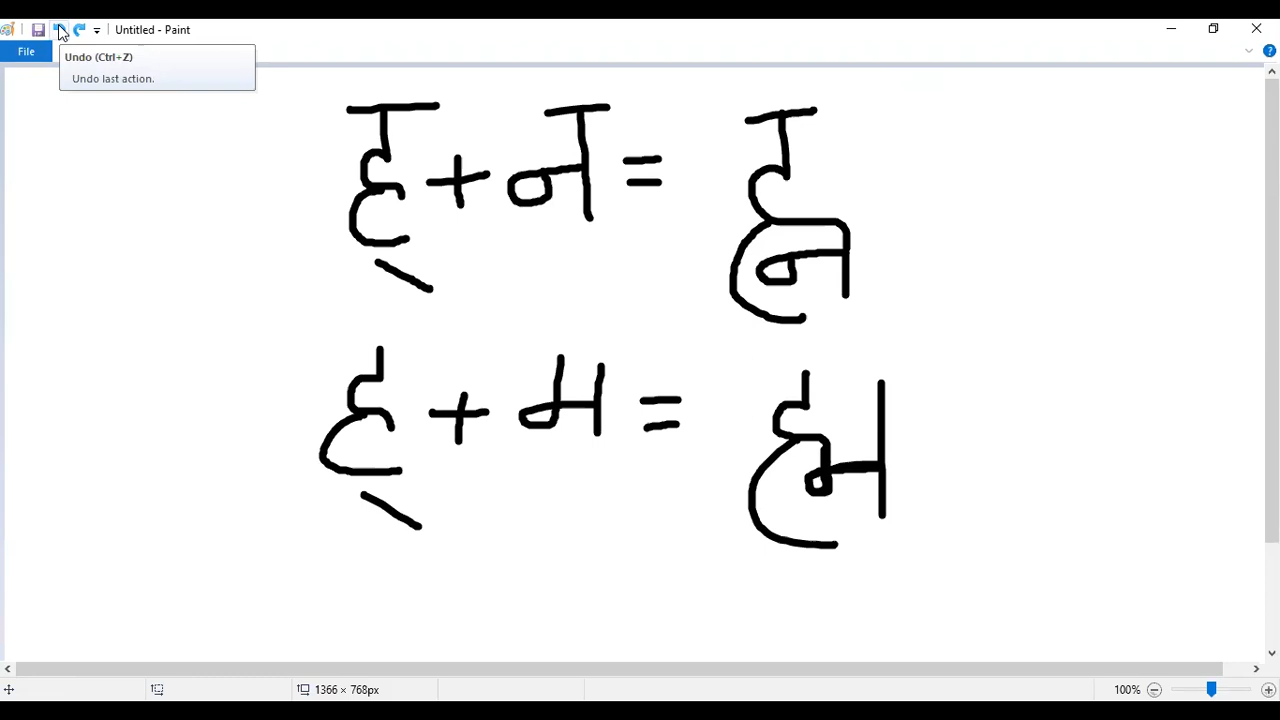 Untitled - Paint
File
Undo (Ctrl+Z)
Undo last action.
ह् + न = ह्न
ह् + म = ह्म
1366 × 768px
100%